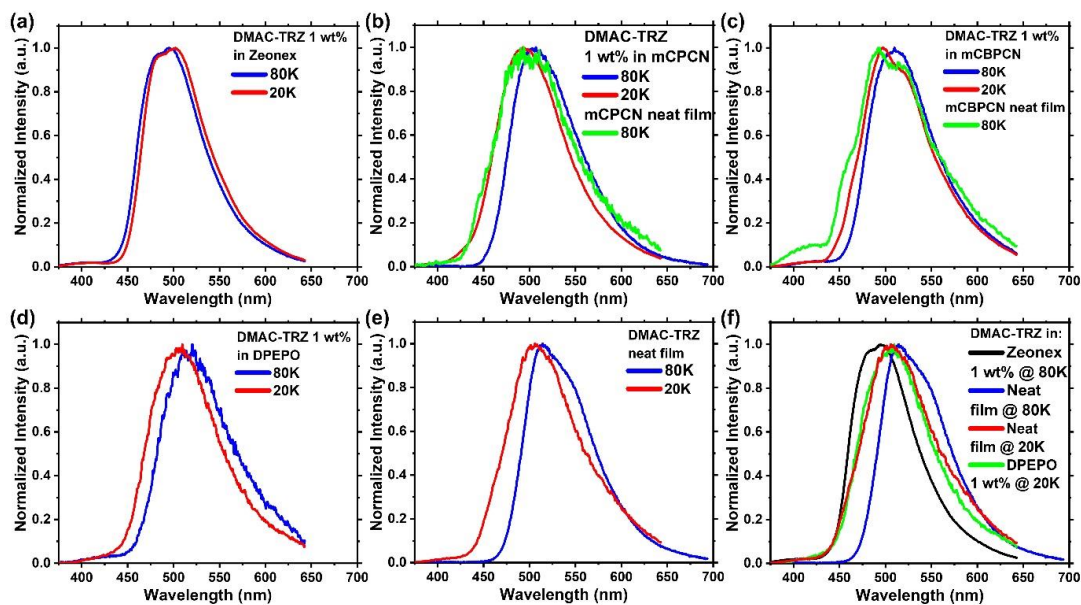 (a)
DMAC-TRZ 1 wt%
in Zeonex
80K
20K
Normalized Intensity (a.u.)
1.0
0.8
0.6
0.4
0.2
0.0
400 450 500 550 600 650 700
Wavelength (nm)
(b)
DMAC-TRZ
1 wt% in mCPCN
80K
20K
mCPCN neat film
80K
Normalized Intensity (a.u.)
1.0
0.8
0.6
0.4
0.2
0.0
400 450 500 550 600 650 700
Wavelength (nm)
(c)
DMAC-TRZ 1 wt%
in mCBPCN
80K
20K
mCBPCN neat film
80K
Normalized Intensity (a.u.)
1.0
0.8
0.6
0.4
0.2
0.0
400 450 500 550 600 650 700
Wavelength (nm)
(d)
DMAC-TRZ 1 wt%
in DPEPO
80K
20K
Normalized Intensity (a.u.)
1.0
0.8
0.6
0.4
0.2
0.0
400 450 500 550 600 650 700
Wavelength (nm)
(e)
DMAC-TRZ
neat film
80K
20K
Normalized Intensity (a.u.)
1.0
0.8
0.6
0.4
0.2
0.0
400 450 500 550 600 650 700
Wavelength (nm)
(f)
DMAC-TRZ in:
Zeonex
1 wt% @ 80K
Neat
film @ 80K
Neat
film @ 20K
DPEPO
1 wt% @ 20K
Normalized Intensity (a.u.)
1.0
0.8
0.6
0.4
0.2
0.0
400 450 500 550 600 650 700
Wavelength (nm)